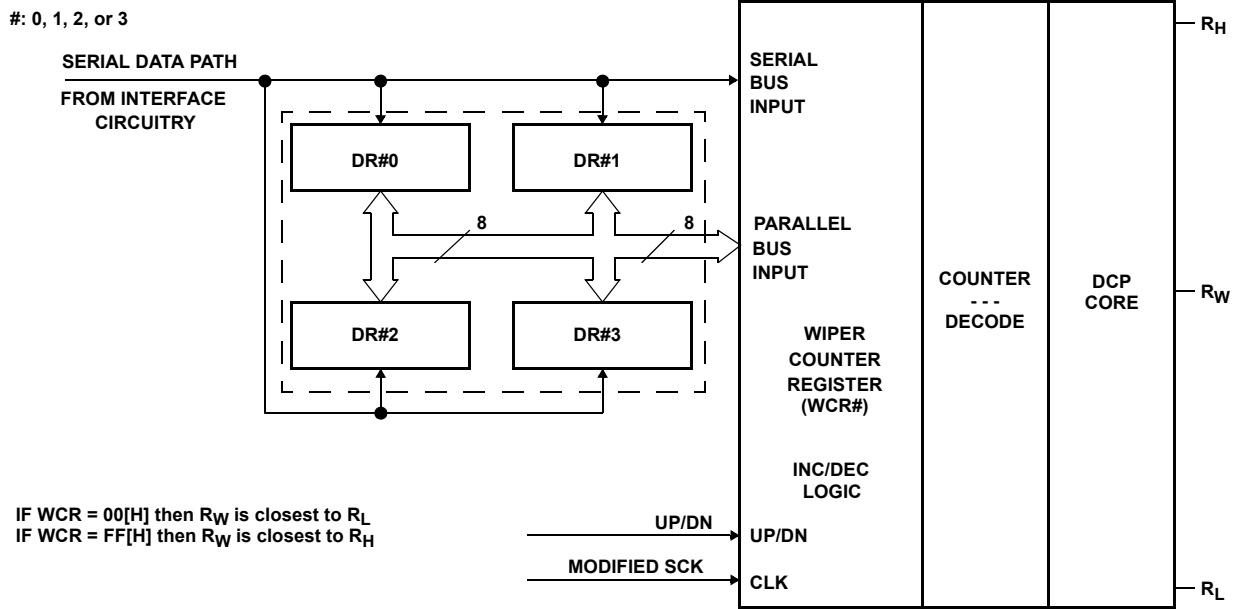 #: 0, 1, 2, or 3
SERIAL DATA PATH
FROM INTERFACE
CIRCUITRY
DR#0
DR#1
8
8
DR#2
DR#3
SERIAL
BUS
INPUT
PARALLEL
BUS
INPUT
WIPER
COUNTER
REGISTER
(WCR#)
INC/DEC
LOGIC
UP/DN
UP/DN
MODIFIED SCK
CLK
COUNTER
- - -
DECODE
DCP
CORE
RH
RW
RL
IF WCR = 00[H] then RW is closest to RL
IF WCR = FF[H] then RW is closest to RH